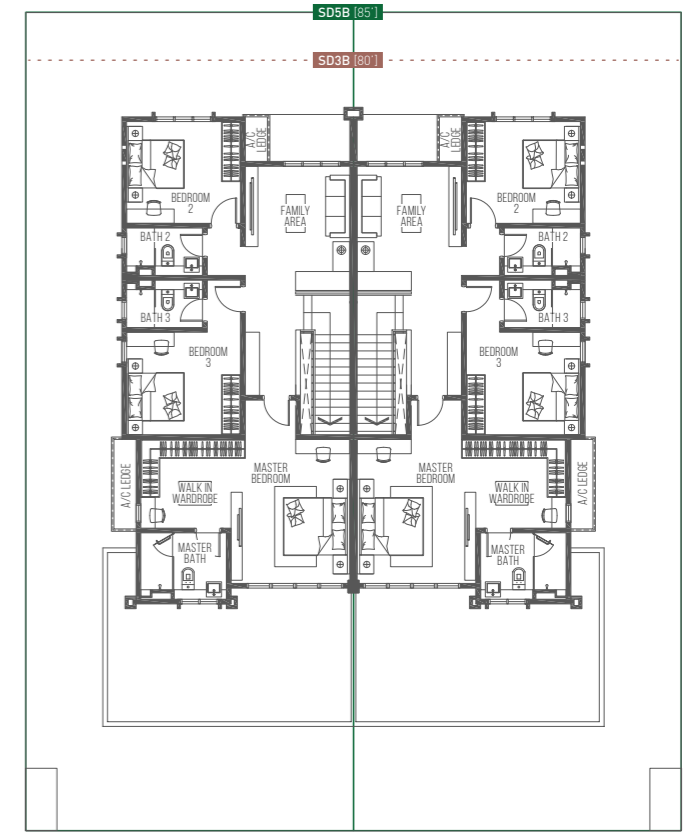 SD5B [85']
SD3B [80']
A/C
LEDGE
A/C
LEDGE
BEDROOM
2
FAMILY
AREA
FAMILY
AREA
BEDROOM
2
BATH 2
BATH 2
BATH 3
BATH 3
BEDROOM
3
BEDROOM
3
A/C LEDGE
WALK IN
WARDROBE
MASTER
BEDROOM
MASTER
BEDROOM
WALK IN
WARDROBE
A/C LEDGE
MASTER
BATH
MASTER
BATH